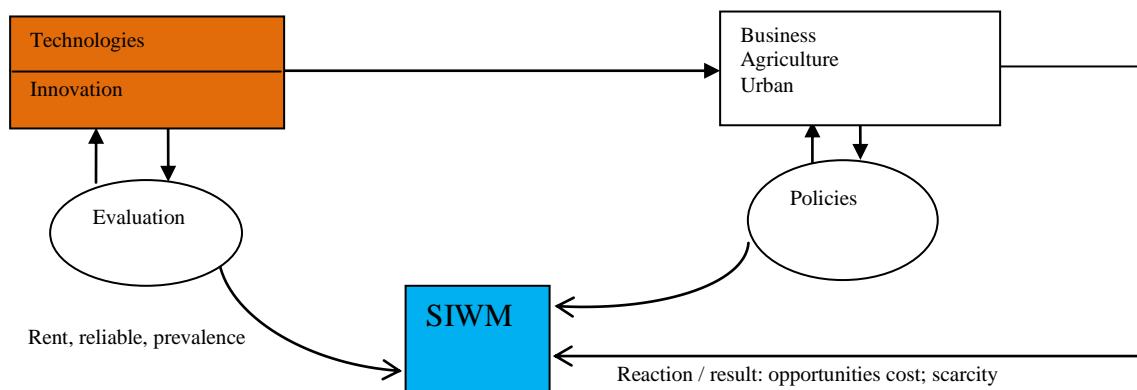 Technologies
Innovation
Business
Agriculture
Urban
Evaluation
Policies
SIWM
Rent, reliable, prevalence
Reaction / result: opportunities cost; scarcity